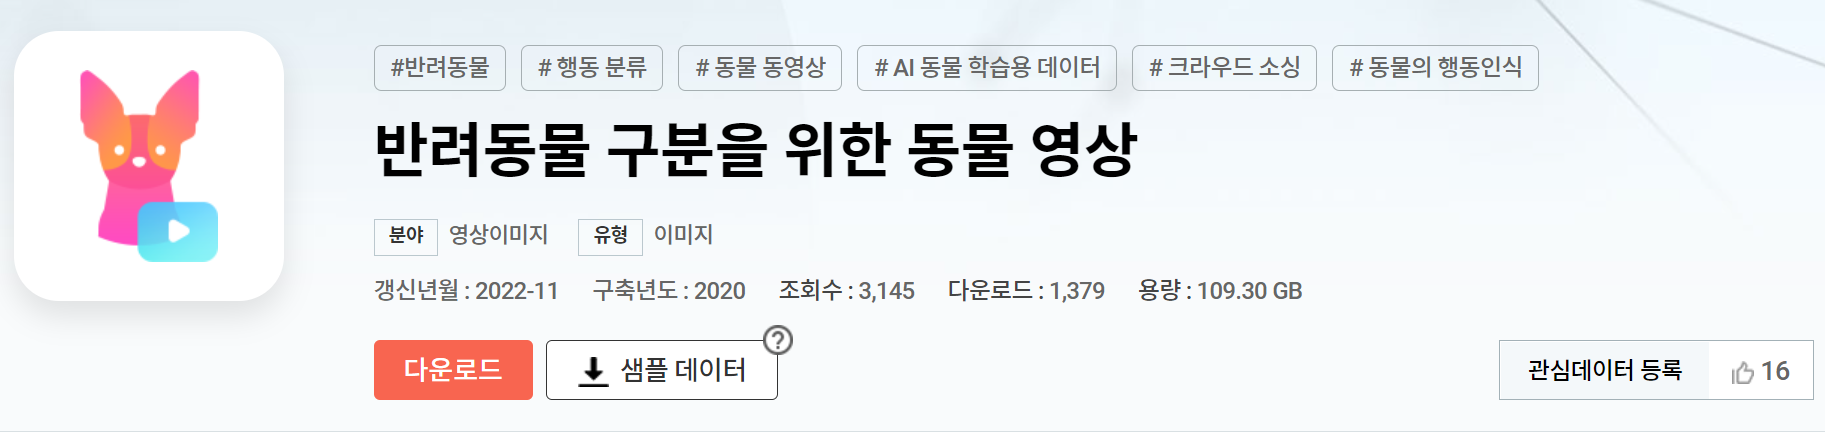 #반려동물 # 행동 분류 # 동물 동영상 # AI 동물 학습용 데이터 # 크라우드 소싱 # 동물의 행동인식
반려동물 구분을 위한 동물 영상
분야 영상이미지 유형 이미지
갱신년월 : 2022-11 구축년도 : 2020 조회수 : 3,145 다운로드 : 1,379 용량 : 109.30 GB
다운로드 샘플 데이터 ? 관심데이터 등록 16